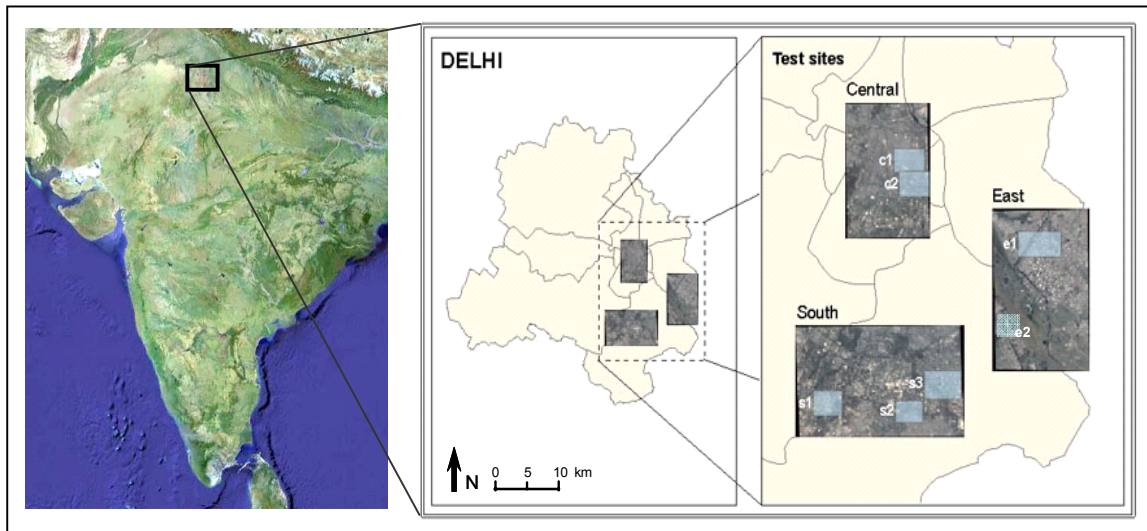 DELHI
N
0 5 10 km
Test sites
Central
c1
c2
East
e1
e2
South
s1
s2
s3